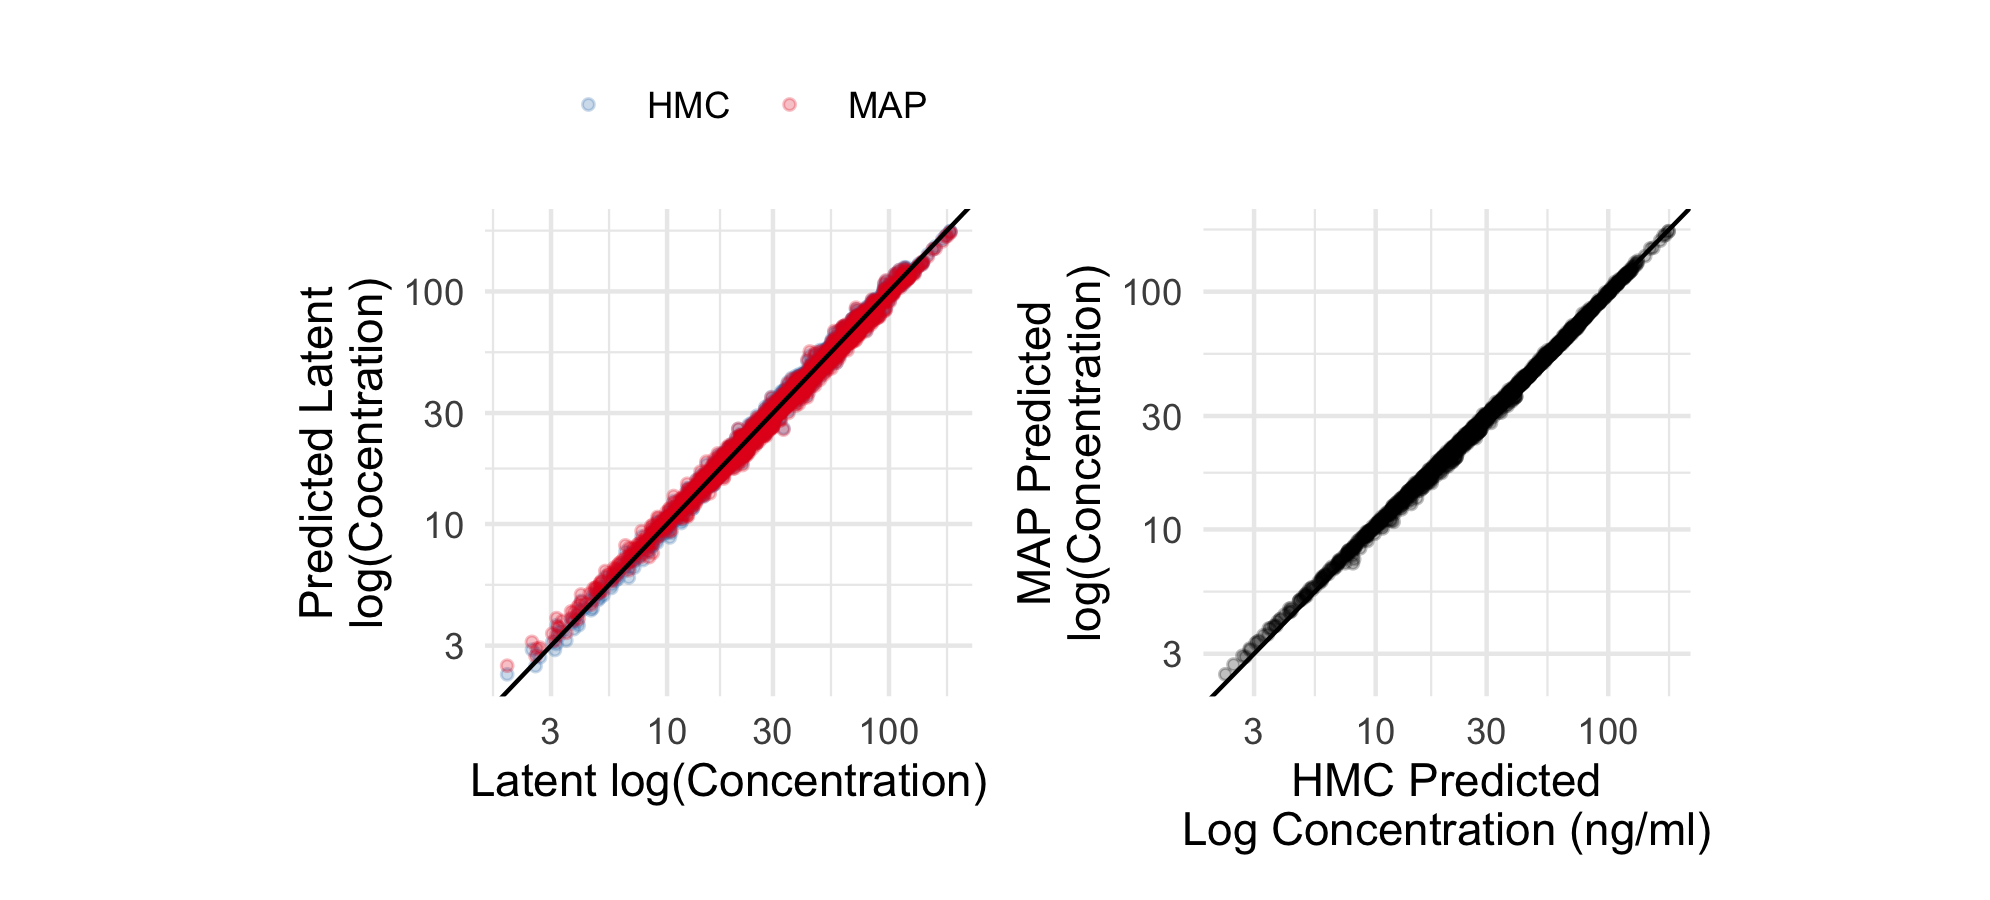 HMC
MAP
Predicted Latent
log(Cocentration)
100
30
10
3
3
10
30
100
Latent log(Concentration)
MAP Predicted
log(Concentration)
100
30
10
3
3
10
30
100
HMC Predicted
Log Concentration (ng/ml)